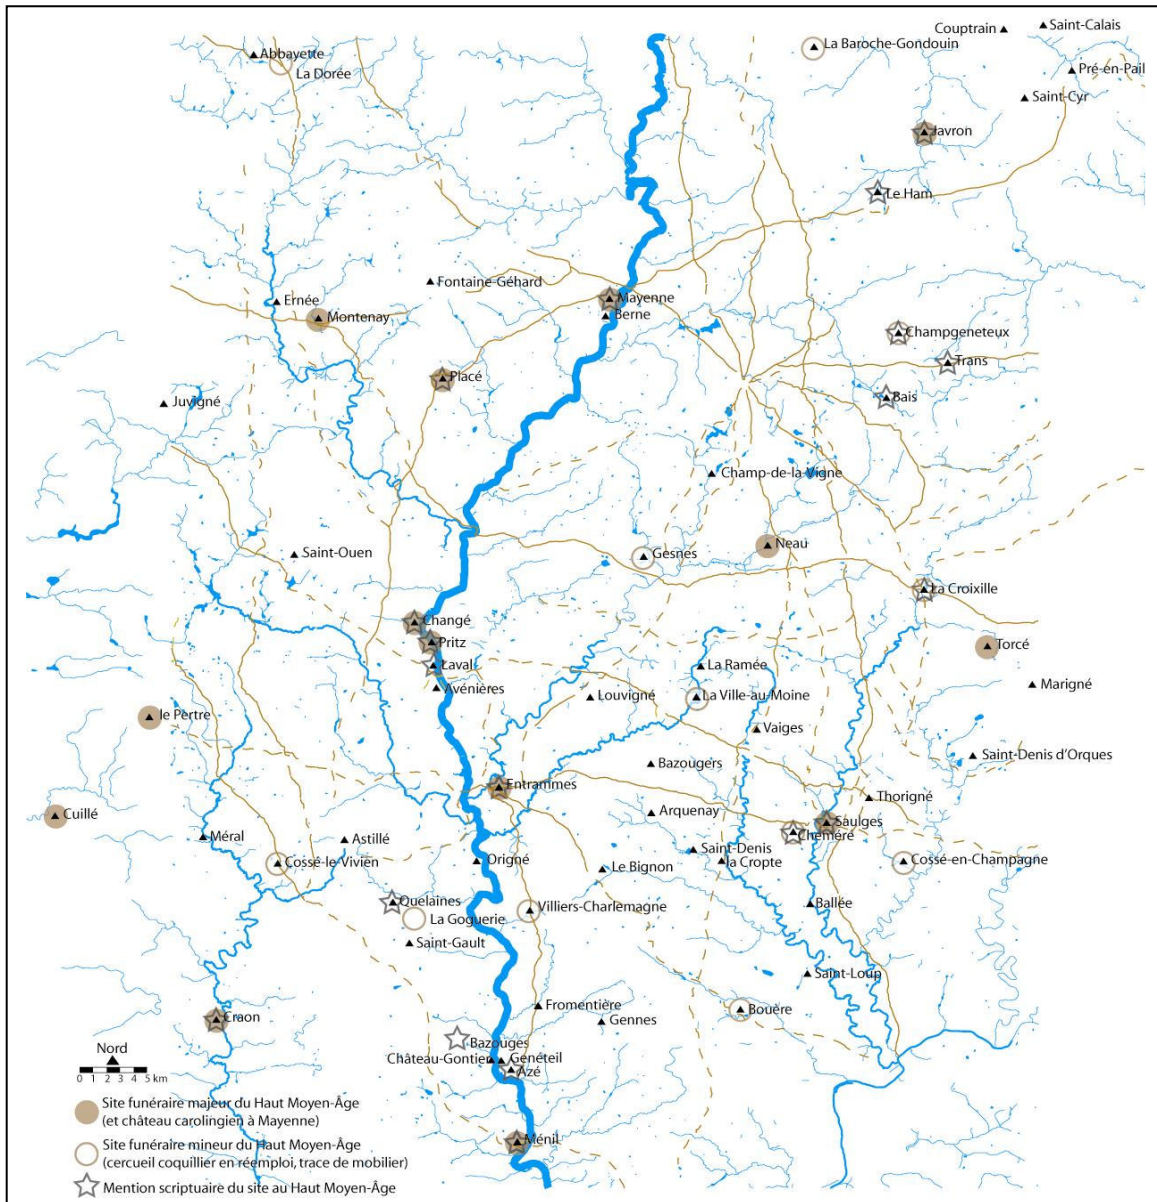 Couptrain
Saint-Calais
La Baroche-Gondouin
Abbayette
La Dorée
Pré-en-Pail
Saint-Cyr
Javron
Le Ham
Fontaine-Géhard
Ernée
Mayenne
Montenay
Berne
Champgeneteux
Trans
Placé
Bais
Juvigné
Champ-de-la-Vigne
Neau
Saint-Ouen
Gesnes
La Croixille
Changé
Pritz
Torcé
Laval
La Ramée
Avénières
Louvigné
La Ville-au-Moine
Marigné
le Pertre
Vaiges
Saint-Denis d'Orques
Bazougers
Entrammes
Thorigné
Cuillé
Arquenay
Saulges
Chémeré
Méral
Astillé
Saint-Denis
Cossé-le-Vivien
Origné
Le Bignon
la Cropte
Cossé-en-Champagne
Quelaines
La Goguerie
Villiers-Charlemagne
Ballée
Saint-Gault
Saint-Loup
Fromentière
Bouère
Craon
Gennes
Bazouges
Nord
Château-Gontier
Genéteil
Azé
0 1 2 3 4 5 km
Ménil
Site funéraire majeur du Haut Moyen-Âge
(et château carolingien à Mayenne)
Site funéraire mineur du Haut Moyen-Âge
(cercueil coquillier en réemploi, trace de mobilier)
Mention scriptuaire du site au Haut Moyen-Âge